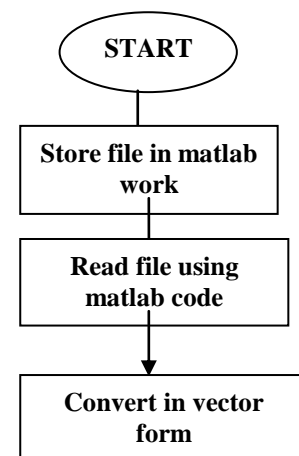 START
Store file in matlab
work
Read file using
matlab code
Convert in vector
form